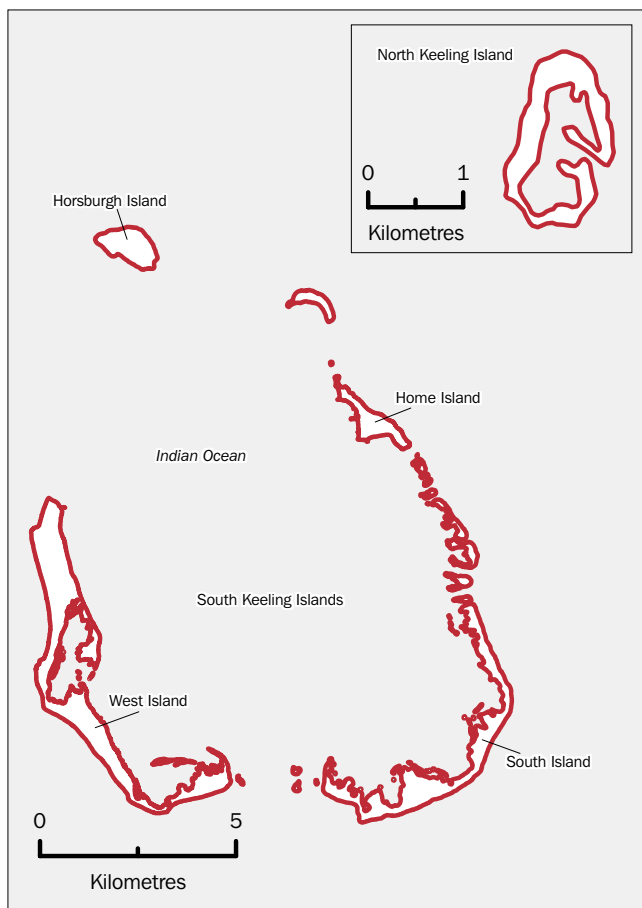 North Keeling Island
0 1
Kilometres
Horsburgh Island
Home Island
Indian Ocean
South Keeling Islands
West Island
South Island
0 5
Kilometres